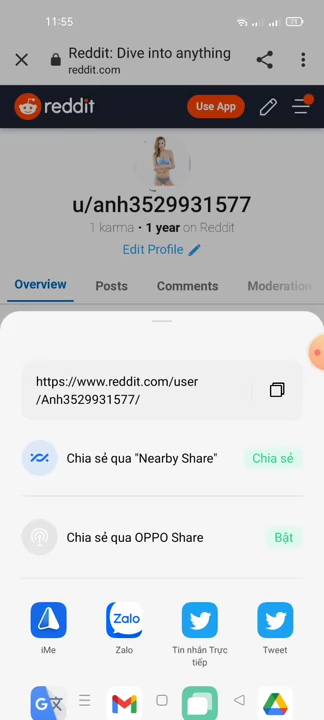 11:55
71
Reddit: Dive into anything
reddit.com
reddit
Use App
u/anh3529931577
1 karma • 1 year on Reddit
Edit Profile
Overview Posts Comments Moderation
https://www.reddit.com/user
/Anh3529931577/
Chia sẻ qua "Nearby Share" Chia sẻ
Chia sẻ qua OPPO Share Bật
Zalo
iMe Zalo Tin nhắn Trực Tweet
tiếp